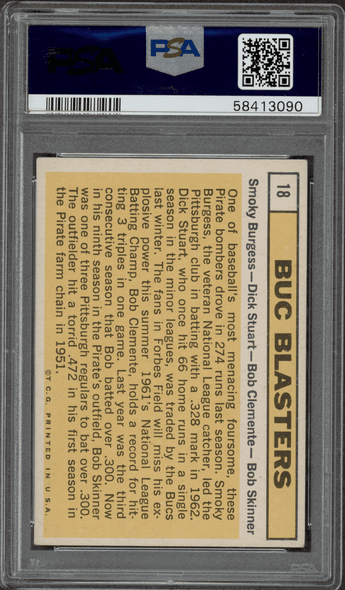 PSA
PSA
58413090
18
BUC BLASTERS
Smoky Burgess—Dick Stuart—Bob Clemente—Bob Skinner
One of baseball's most menacing foursome, these
Pirate bombers drove in 274 runs last season. Smoky
Burgess, the veteran National League catcher, led the
Pittsburgh club in batting with a .328 mark in 1962.
Dick Stuart, who once hit 66 home runs in a single
season in the minor leagues, was traded by the Bucs
last winter. The fans in Forbes Field will miss his ex-
plosive power this summer 1961's National League
Batting Champ, Bob Clemente, holds a record for hit-
ting 3 triples in one game. Last year was the third
consecutive season that Bob batted over .300. Now
in his ninth season in the Pirate's outfield, Bob Skinner
was one of three Pittsburgh regulars to bat over .300.
The outfielder hit a torrid .472 in his first season in
the Pirate farm chain in 1951.
©T.C.G. PRINTED IN U.S.A.